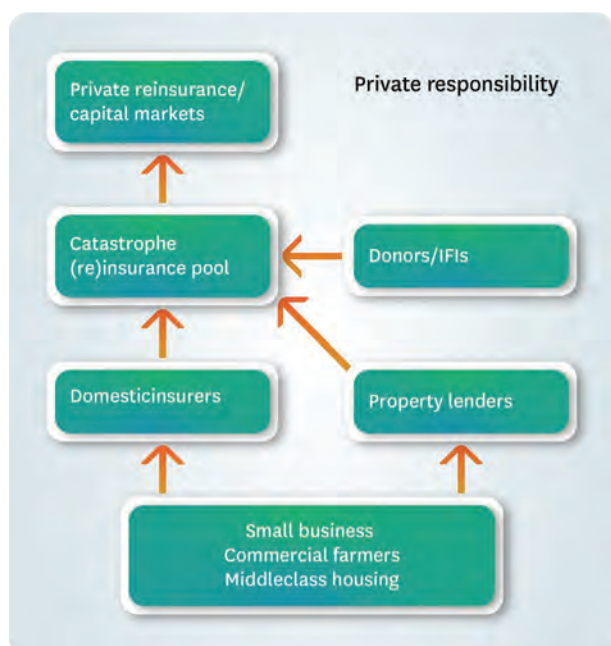 Private reinsurance/
capital markets
Private responsibility
Catastrophe
(re)insurance pool
Donors/IFIs
Domesticinsurers
Property lenders
Small business
Commercial farmers
Middleclass housing